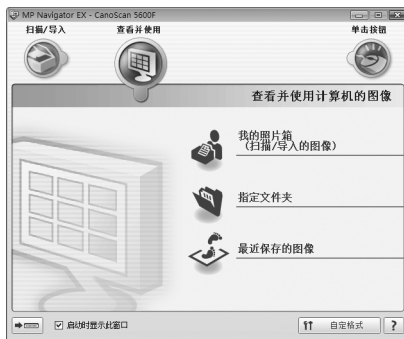 MP Navigator EX - CanoScan 5600F
扫描/导入
查看并使用
单击按钮
查看并使用计算机的图像
我的照片箱
(扫描/导入的图像)
指定文件夹
最近保存的图像
启动时显示此窗口
自定格式
?